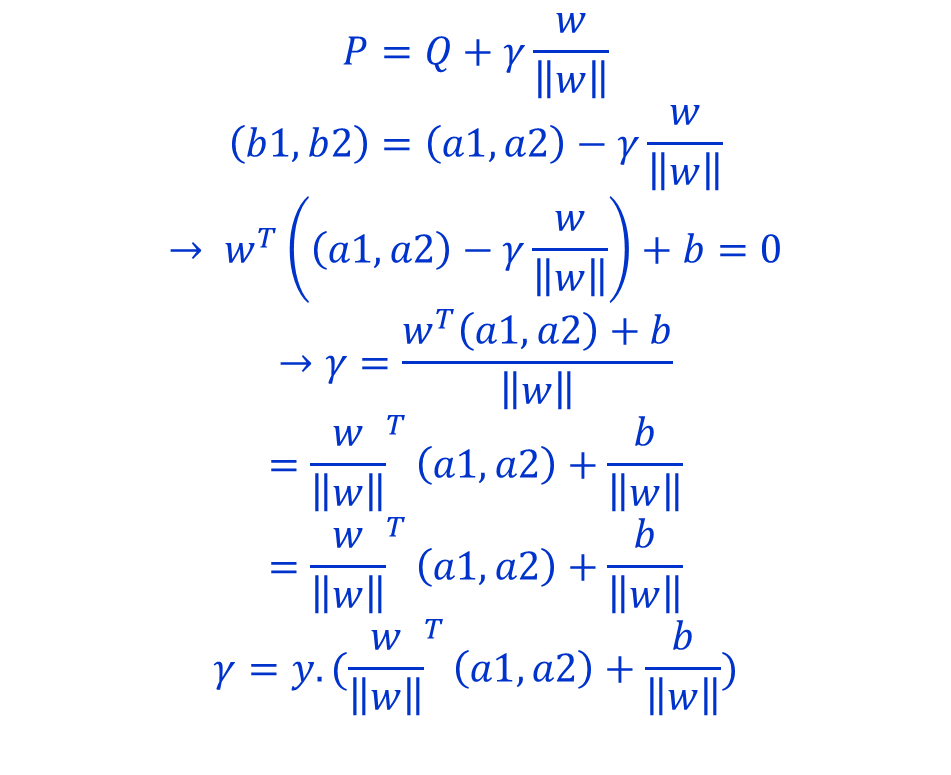 P = Q + γ w/‖w‖
(b1, b2) = (a1, a2) − γ w/‖w‖
→ w^T((a1, a2) − γ w/‖w‖) + b = 0
→ γ = (w^T(a1, a2) + b)/‖w‖
= w/‖w‖^T (a1, a2) + b/‖w‖
= w/‖w‖^T (a1, a2) + b/‖w‖
γ = y.(w/‖w‖^T (a1, a2) + b/‖w‖)